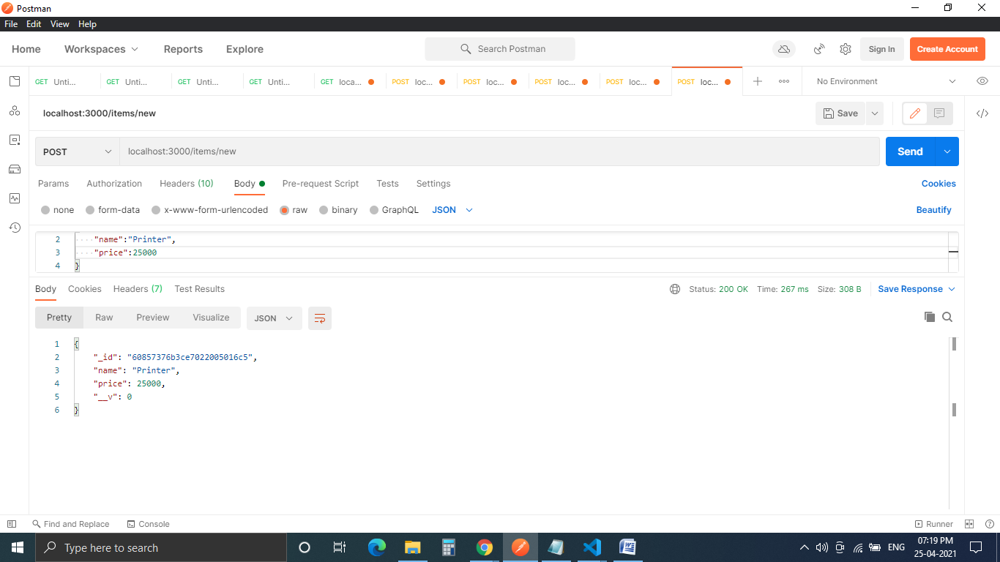 Postman
File Edit View Help
Home Workspaces Reports Explore Search Postman Sign In Create Account
GET Unti... GET Unti... GET Unti... GET Unti... GET loca... POST loc... POST loc... POST loc... POST loc... POST loc... No Environment
localhost:3000/items/new Save
POST localhost:3000/items/new Send
Params Authorization Headers (10) Body Pre-request Script Tests Settings Cookies
none form-data x-www-form-urlencoded raw binary GraphQL JSON Beautify
2 "name":"Printer",
3 "price":25000
4 }
Body Cookies Headers (7) Test Results Status: 200 OK Time: 267 ms Size: 308 B Save Response
Pretty Raw Preview Visualize JSON
1 {
2 "_id": "60857376b3ce7022005016c5",
3 "name": "Printer",
4 "price": 25000,
5 "__v": 0
6 }
Find and Replace Console Runner
Type here to search ENG 07:19 PM
25-04-2021